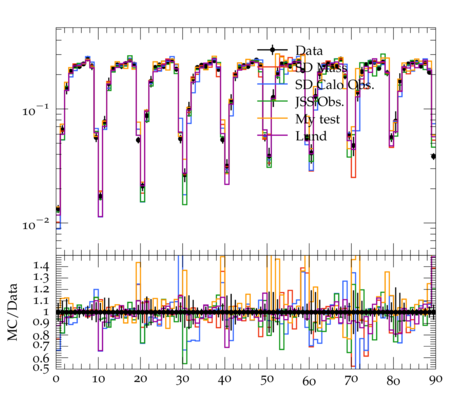 Data
SD Mass
SD Calo Obs.
JSS Obs.
My test
Lund
10⁻¹
10⁻²
MC/Data
1.4
1.3
1.2
1.1
1
0.9
0.8
0.7
0.6
0.5
0 10 20 30 40 50 60 70 80 90